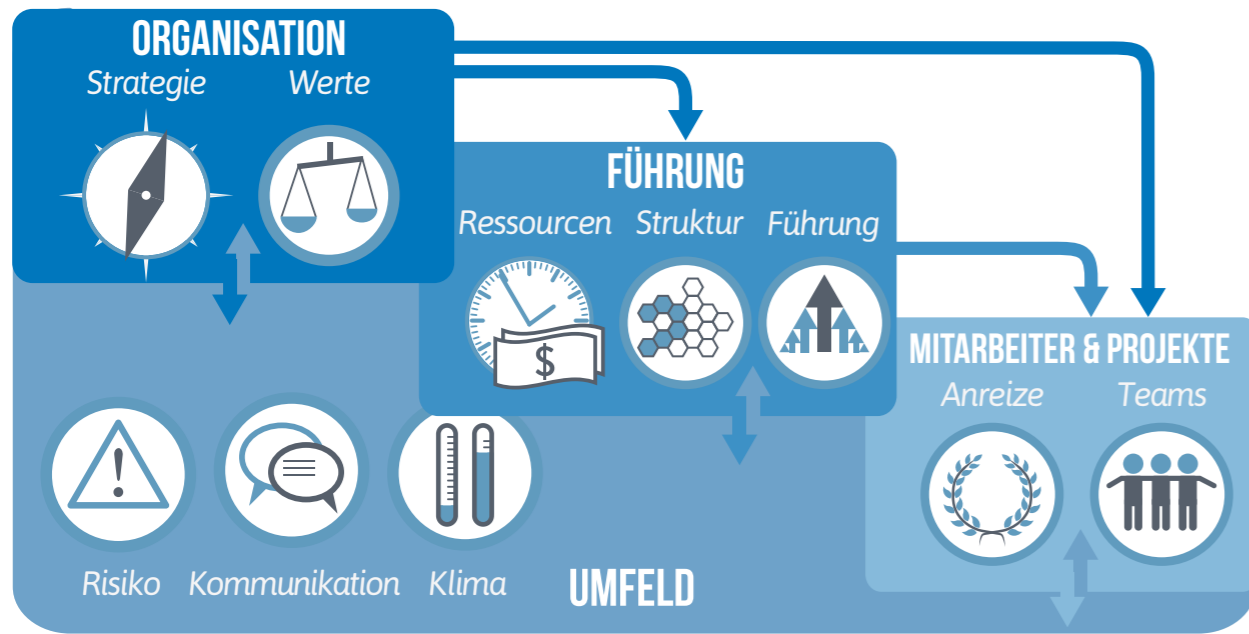 ORGANISATION
Strategie Werte
FÜHRUNG
Ressourcen Struktur Führung
$
MITARBEITER & PROJEKTE
Anreize Teams
!
Risiko Kommunikation Klima
UMFELD